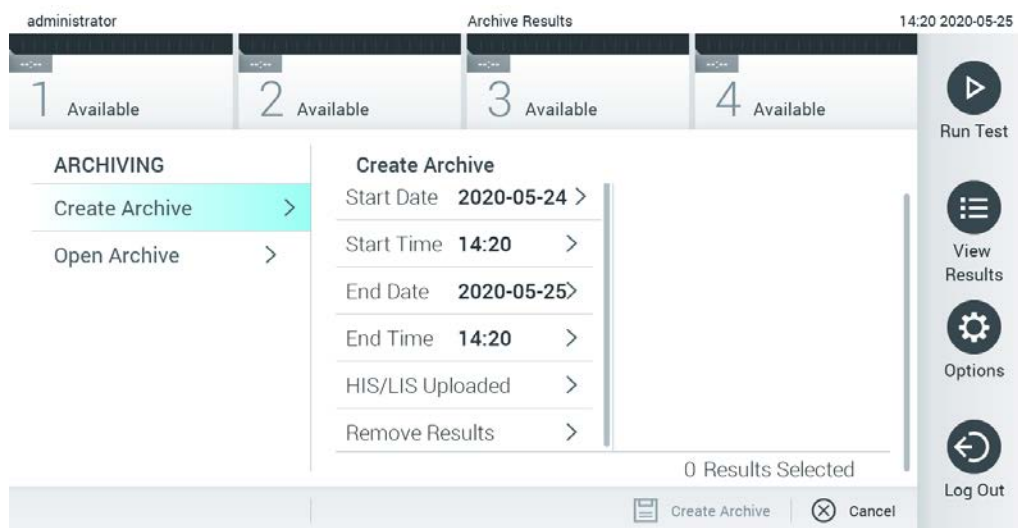 administrator Archive Results 14:20 2020-05-25
--:-- --:-- --:-- --:--
1 Available 2 Available 3 Available 4 Available
Run Test
ARCHIVING
Create Archive >
Open Archive >
Create Archive
Start Date 2020-05-24 >
Start Time 14:20 >
End Date 2020-05-25>
End Time 14:20 >
HIS/LIS Uploaded >
Remove Results >
0 Results Selected
View
Results
Options
Log Out
Create Archive Cancel